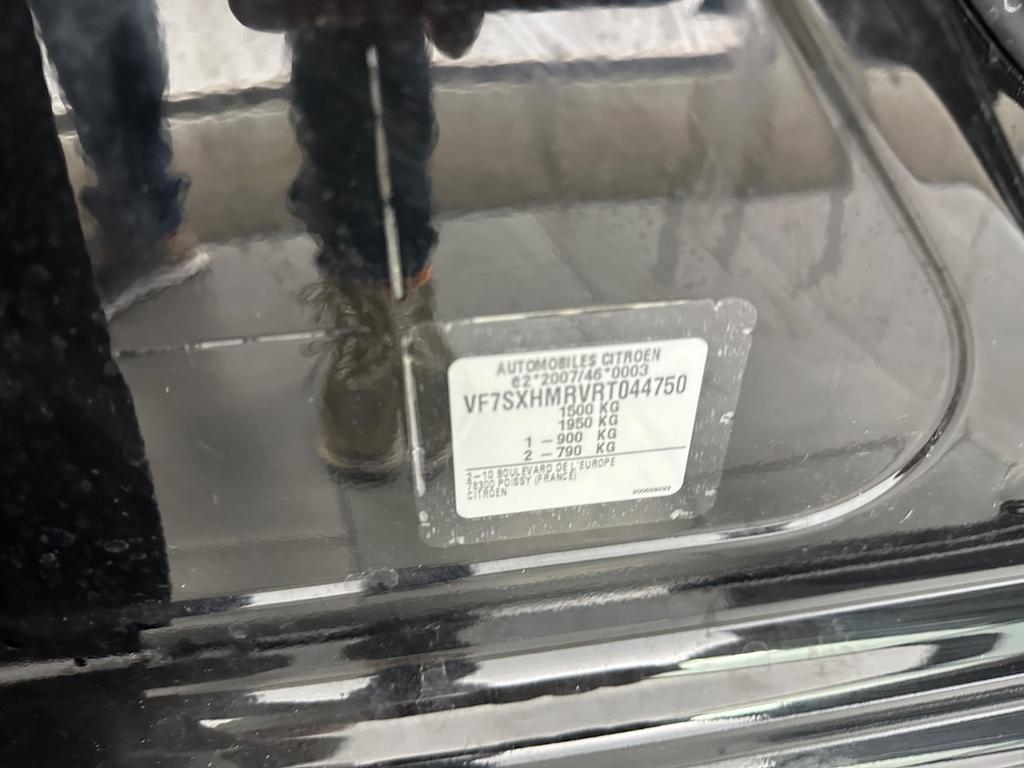 AUTOMOBILES CITROEN
e2*2007/46*0003
VF7SXHMRVRT044750
1500 KG
1950 KG
1 – 900 KG
2 – 790 KG
2-10 BOULEVARD DE L'EUROPE
78300 POISSY (FRANCE)
CITROEN